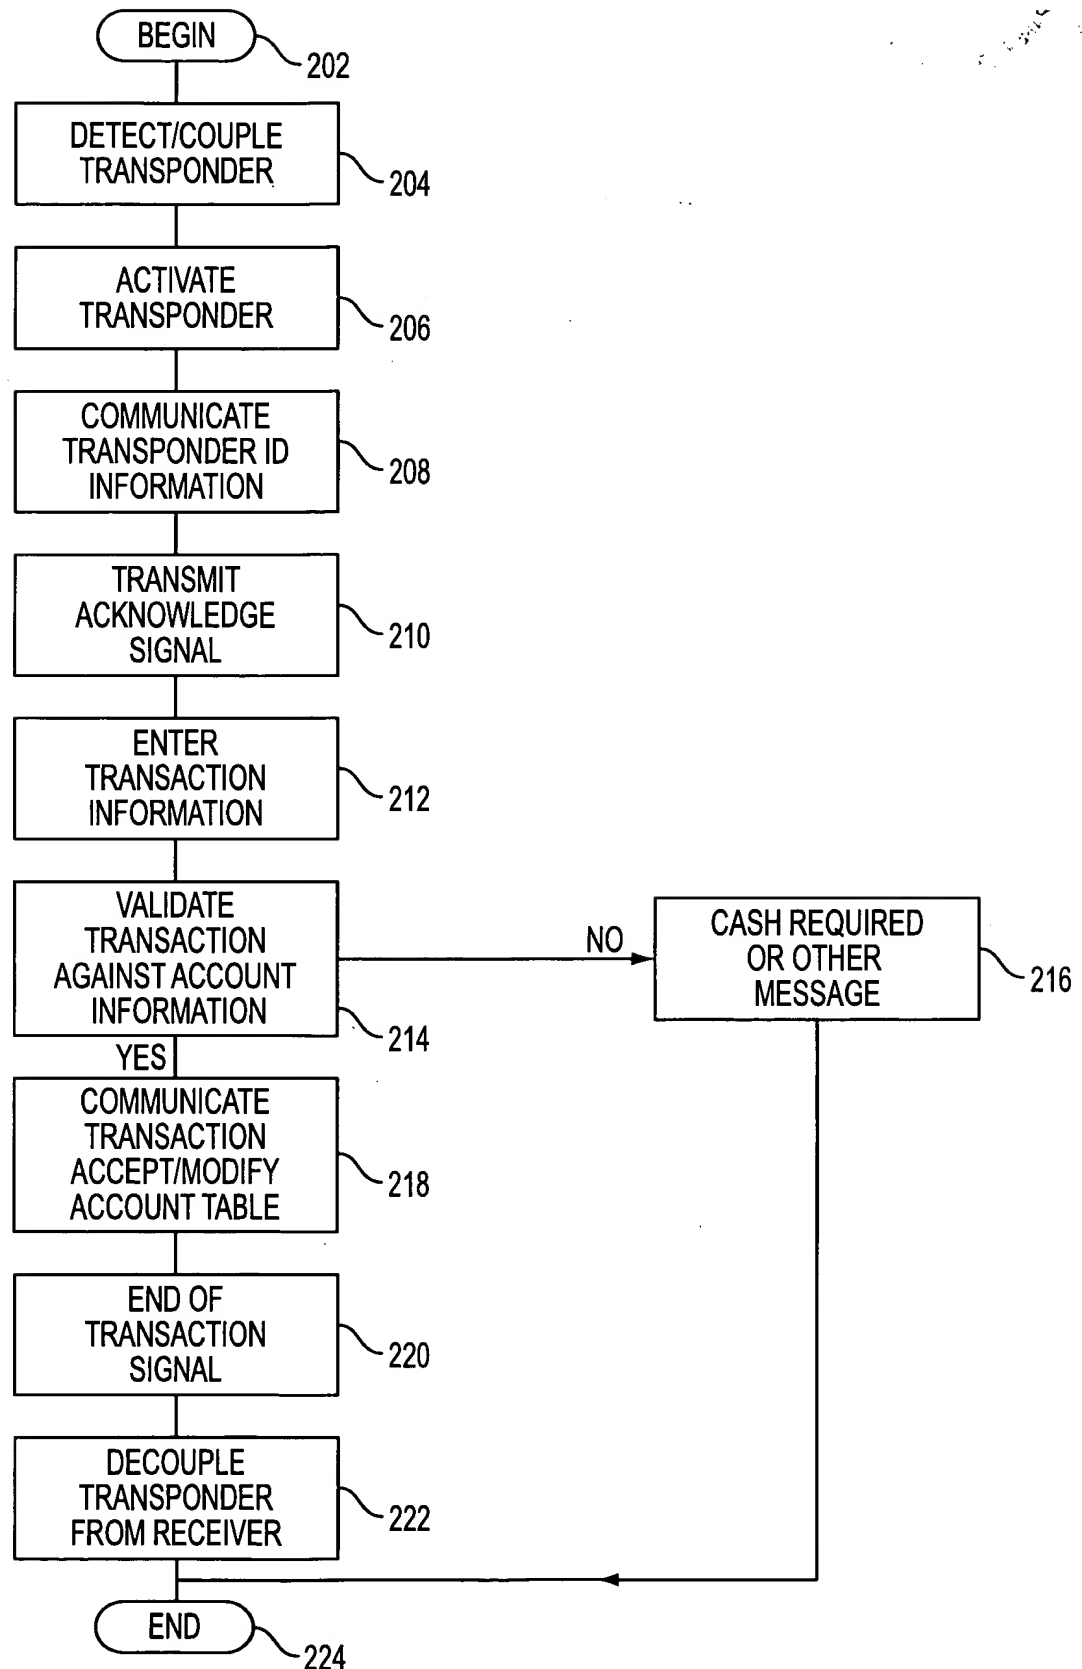 BEGIN
202
DETECT/COUPLE
TRANSPONDER
204
ACTIVATE
TRANSPONDER
206
COMMUNICATE
TRANSPONDER ID
INFORMATION
208
TRANSMIT
ACKNOWLEDGE
SIGNAL
210
ENTER
TRANSACTION
INFORMATION
212
VALIDATE
TRANSACTION
AGAINST ACCOUNT
INFORMATION
214
NO
CASH REQUIRED
OR OTHER
MESSAGE
216
YES
COMMUNICATE
TRANSACTION
ACCEPT/MODIFY
ACCOUNT TABLE
218
END OF
TRANSACTION
SIGNAL
220
DECOUPLE
TRANSPONDER
FROM RECEIVER
222
END
224